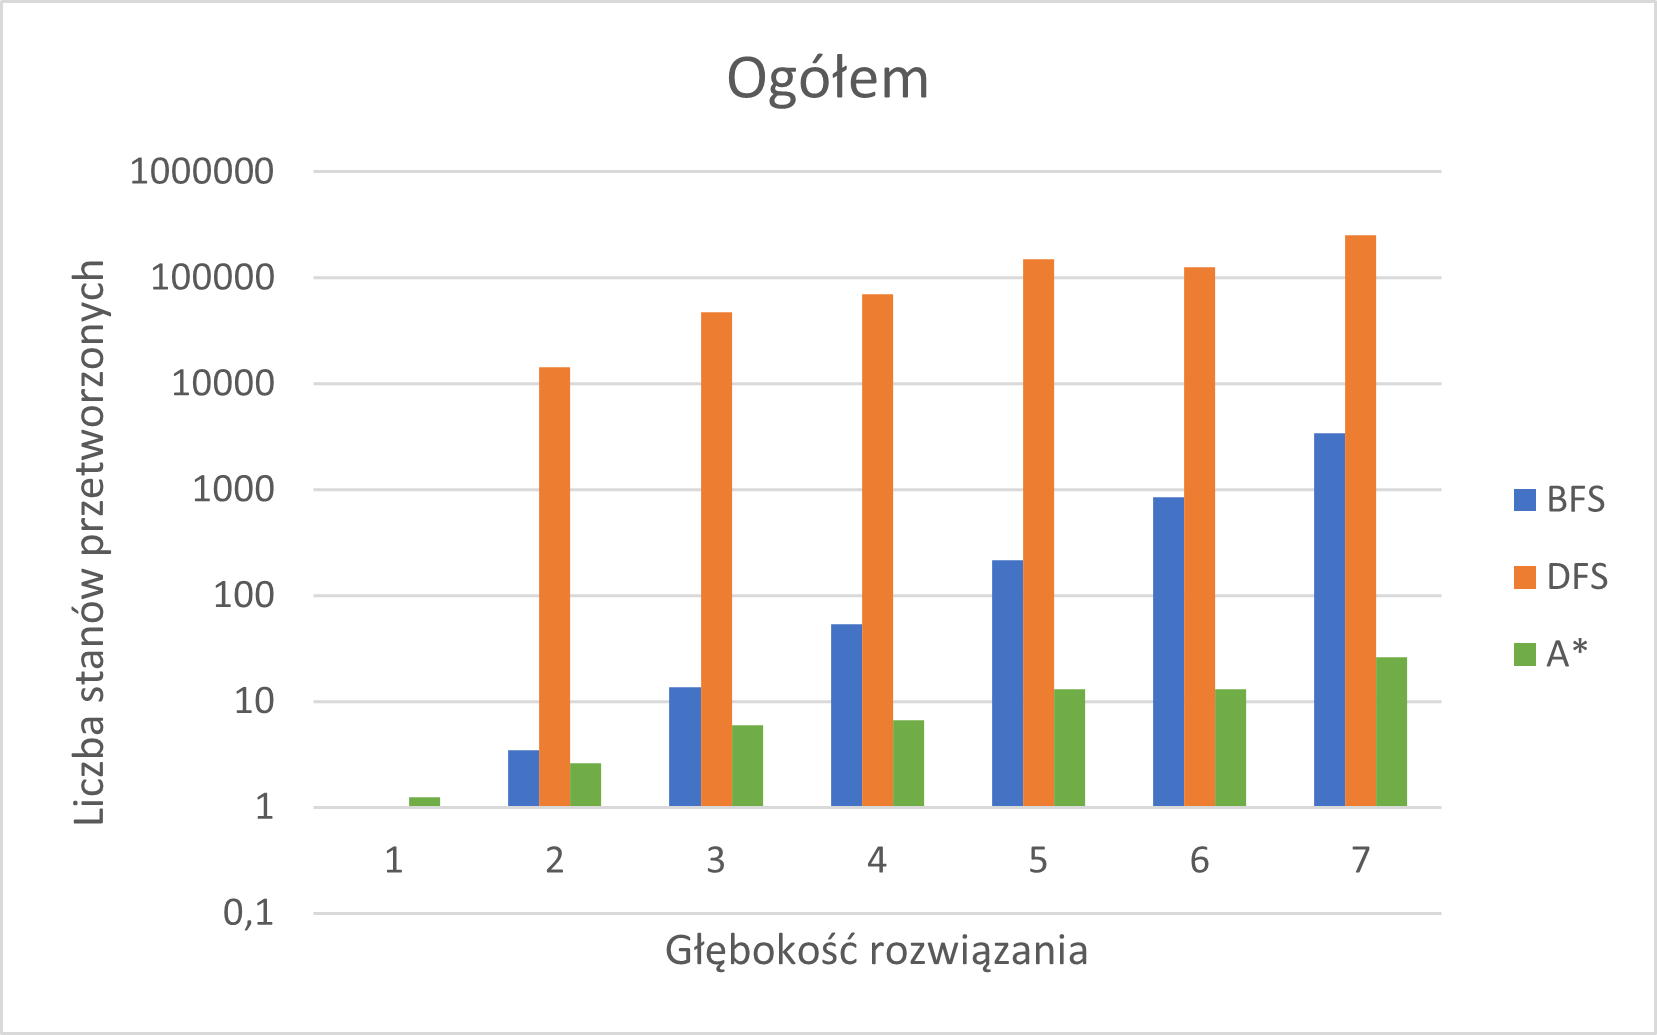 Ogółem
Liczba stanów przetworzonych
1000000
100000
10000
1000
100
10
1
0,1
1 2 3 4 5 6 7
Głębokość rozwiązania
BFS
DFS
A*